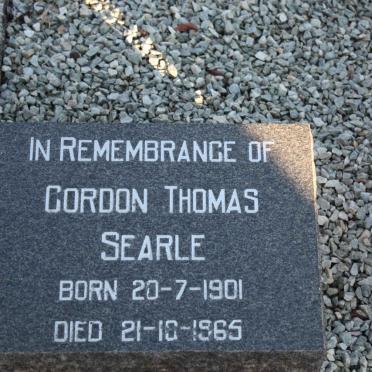 IN REMEMBRANCE OF
GORDON THOMAS
SEARLE
BORN 20-7-1901
DIED 21-10-1965